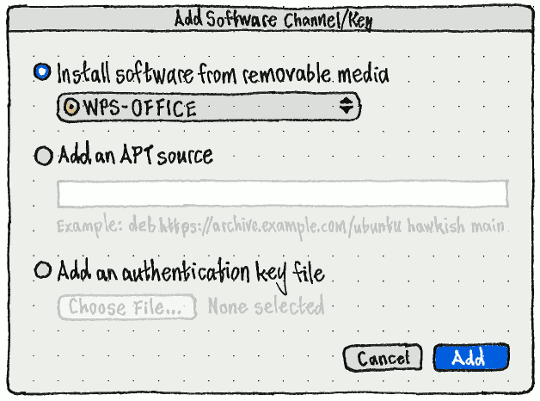 Add Software Channel/Key
Install software from removable media
WPS-OFFICE
Add an APT source
Example: deb https://archive.example.com/ubuntu hawkish main
Add an authentication key file
Choose File... None selected
Cancel Add